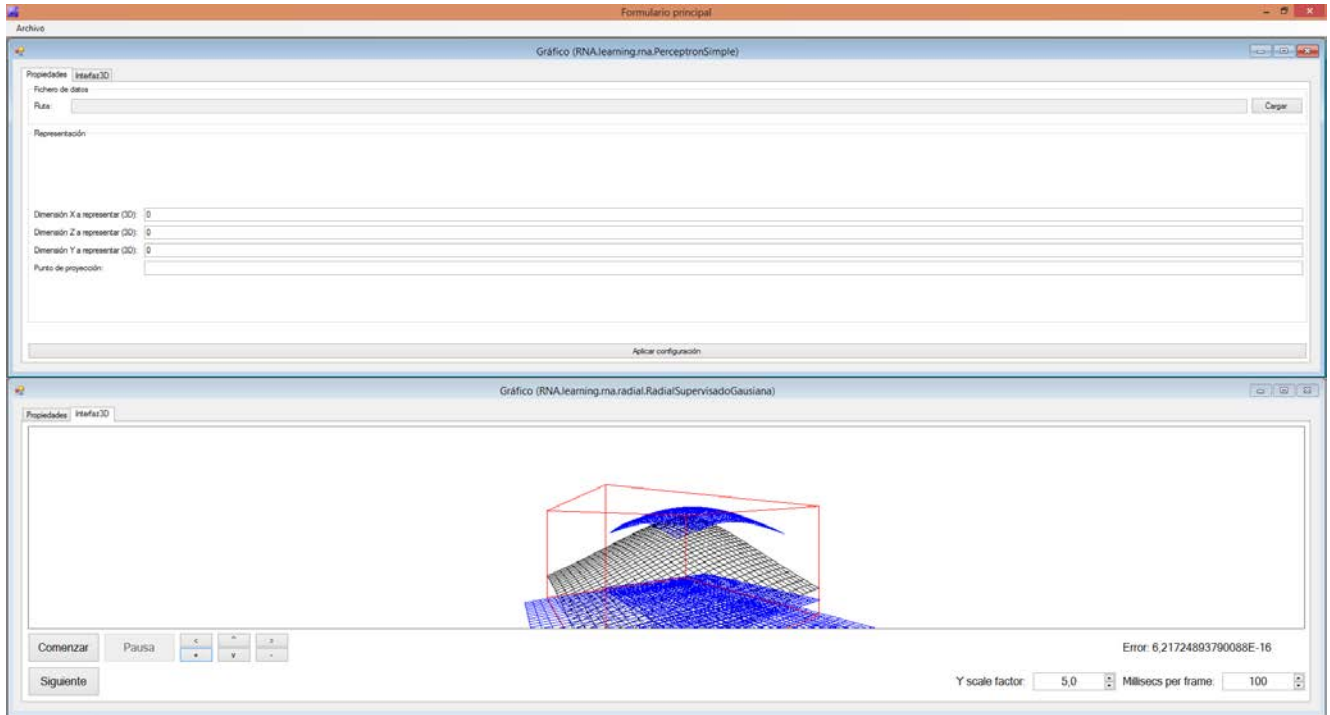 Formulario principal
Archivo
Gráfico (RNA.learning.rna.PerceptronSimple)
Propiedades Interfaz3D
Fichero de datos
Ruta: Cargar
Representación
Dimensión X a representar (3D): 0
Dimensión Z a representar (3D): 0
Dimensión Y a representar (3D): 0
Punto de proyección:
Aplicar configuración
Gráfico (RNA.learning.rna.radial.RadialSupervisadoGausiana)
Propiedades Interfaz3D
Comenzar Pausa < ^ > + v - Error: 6,21724893790088E-16
Siguiente Y scale factor: 5,0 Millisecs per frame: 100